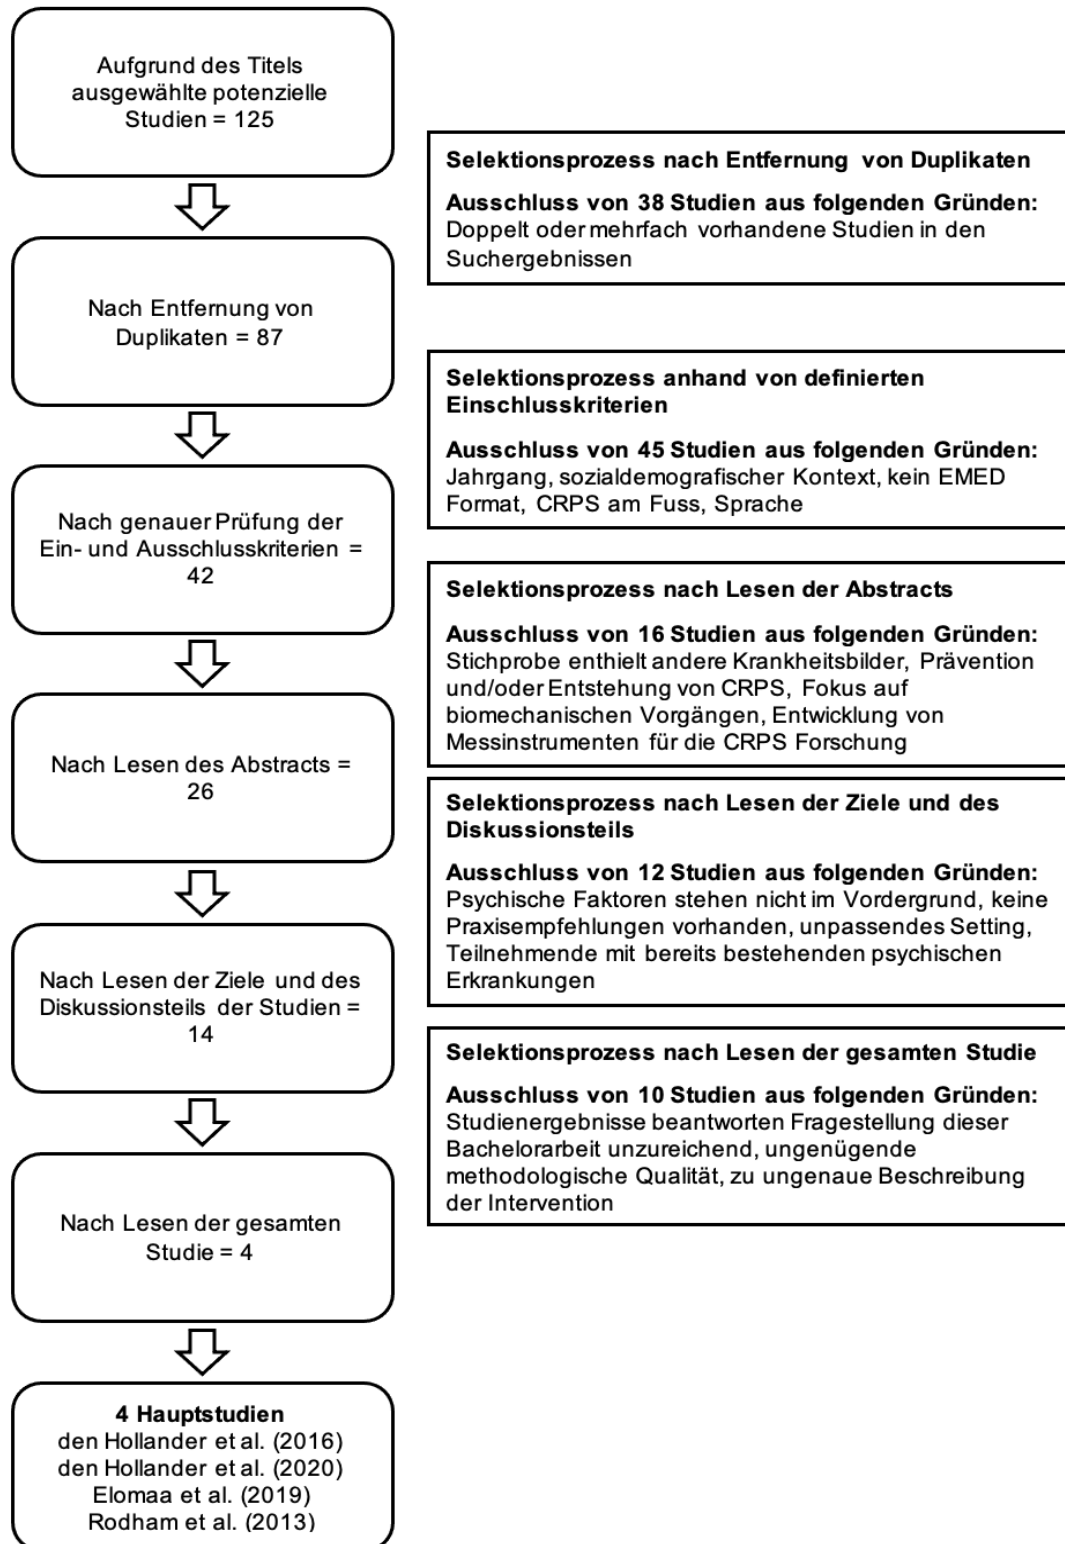 Aufgrund des Titels
ausgewählte potenzielle
Studien = 125
Selektionsprozess nach Entfernung von Duplikaten
Ausschluss von 38 Studien aus folgenden Gründen:
Doppelt oder mehrfach vorhandene Studien in den
Suchergebnissen
Nach Entfernung von
Duplikaten = 87
Selektionsprozess anhand von definierten
Einschlusskriterien
Ausschluss von 45 Studien aus folgenden Gründen:
Jahrgang, sozialdemografischer Kontext, kein EMED
Format, CRPS am Fuss, Sprache
Nach genauer Prüfung der
Ein- und Ausschlusskriterien =
42
Selektionsprozess nach Lesen der Abstracts
Ausschluss von 16 Studien aus folgenden Gründen:
Stichprobe enthielt andere Krankheitsbilder, Prävention
und/oder Entstehung von CRPS, Fokus auf
biomechanischen Vorgängen, Entwicklung von
Messinstrumenten für die CRPS Forschung
Nach Lesen des Abstracts =
26
Selektionsprozess nach Lesen der Ziele und des
Diskussionsteils
Ausschluss von 12 Studien aus folgenden Gründen:
Psychische Faktoren stehen nicht im Vordergrund, keine
Praxisempfehlungen vorhanden, unpassendes Setting,
Teilnehmende mit bereits bestehenden psychischen
Erkrankungen
Nach Lesen der Ziele und des
Diskussionsteils der Studien =
14
Selektionsprozess nach Lesen der gesamten Studie
Ausschluss von 10 Studien aus folgenden Gründen:
Studienergebnisse beantworten Fragestellung dieser
Bachelorarbeit unzureichend, ungenügende
methodologische Qualität, zu ungenaue Beschreibung
der Intervention
Nach Lesen der gesamten
Studie = 4
4 Hauptstudien
den Hollander et al. (2016)
den Hollander et al. (2020)
Elomaa et al. (2019)
Rodham et al. (2013)